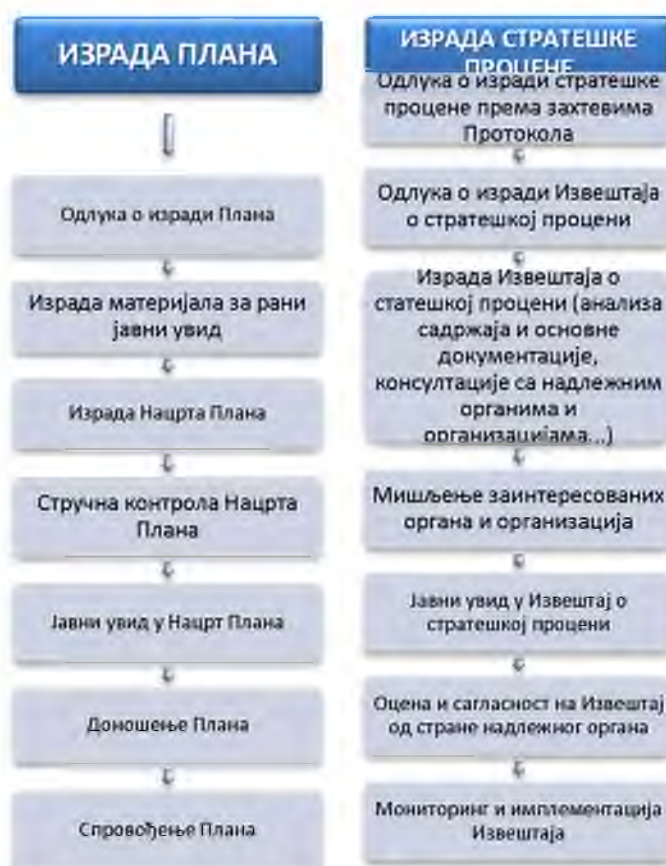 ИЗРАДА ПЛАНА
Одлука о изради Плана
Израда материјала за рани
јавни увид
Израда Нацрта Плана
Стручна контрола Нацрта
Плана
Јавни увид у Нацрт Плана
Доношење Плана
Спровођење Плана
ИЗРАДА СТРАТЕШКЕ
ПРОЦЕНЕ
Одлука о изради стратешке
процене према захтевима
Протокола
Одлука о изради Извештаја
о стратешкој процени
Израда Извештаја о
статешкој процени (анализа
садржаја и основне
документације,
консултације са надлежним
органима и
организацијама...)
Мишљење заинтересованих
органа и организација
Јавни увид у Извештај о
стратешкој процени
Оцена и сагласност на Извештај
од стране надлежног органа
Мониторинг и имплементација
Извештаја